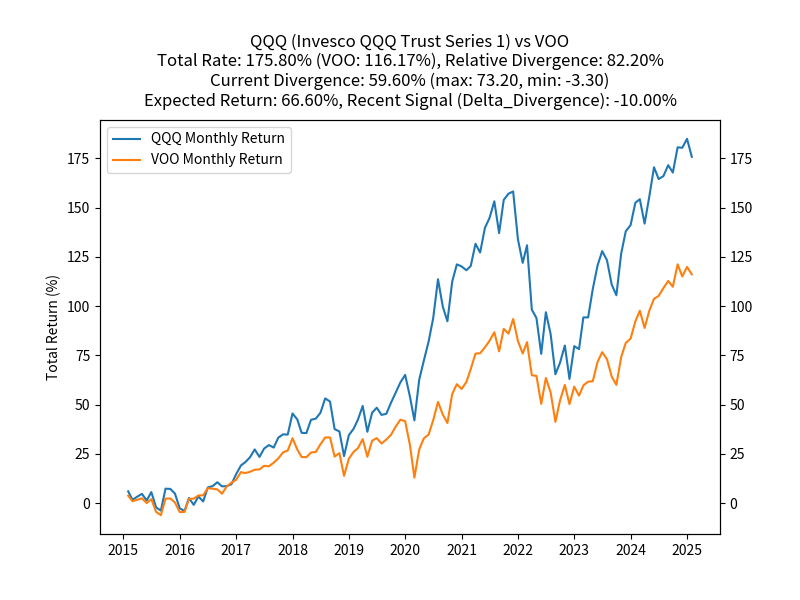 QQQ (Invesco QQQ Trust Series 1) vs VOO
Total Rate: 175.80% (VOO: 116.17%), Relative Divergence: 82.20%
Current Divergence: 59.60% (max: 73.20, min: -3.30)
Expected Return: 66.60%, Recent Signal (Delta_Divergence): -10.00%
QQQ Monthly Return
VOO Monthly Return
Total Return (%)
175
150
125
100
75
50
25
0
175
150
125
100
75
50
25
0
2015 2016 2017 2018 2019 2020 2021 2022 2023 2024 2025